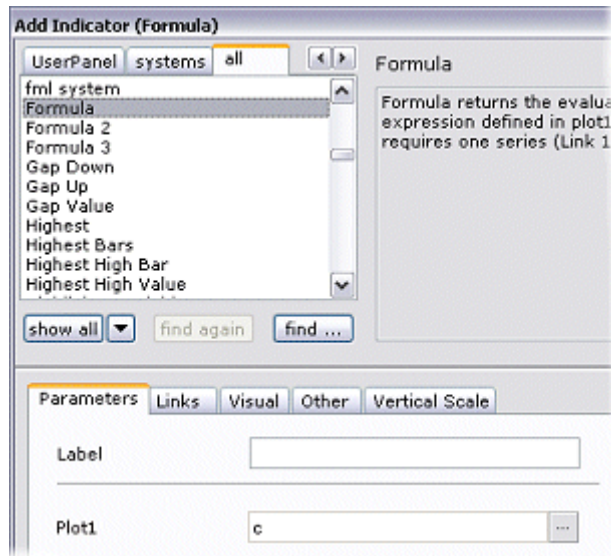 Add Indicator (Formula)
UserPanel systems all
Formula
fml system
Formula
Formula 2
Formula 3
Gap Down
Gap Up
Gap Value
Highest
Highest Bars
Highest High Bar
Highest High Value
Formula returns the evalua
expression defined in plot1
requires one series (Link 1
show all find again find ...
Parameters Links Visual Other Vertical Scale
Label
Plot1 c ...